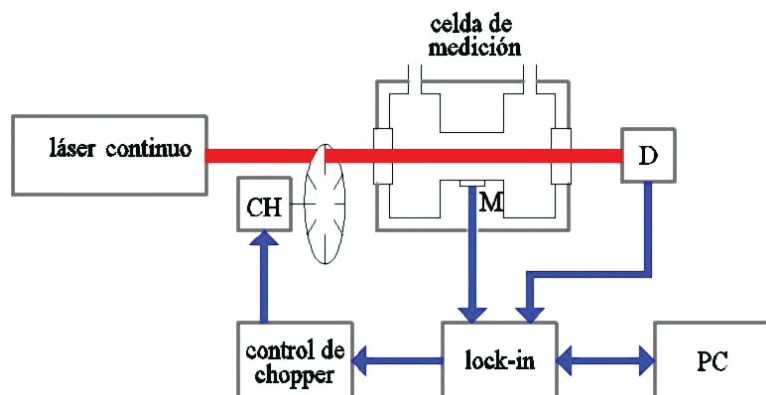 celda de
medición
láser continuo
D
CH
M
control de
chopper
lock-in
PC